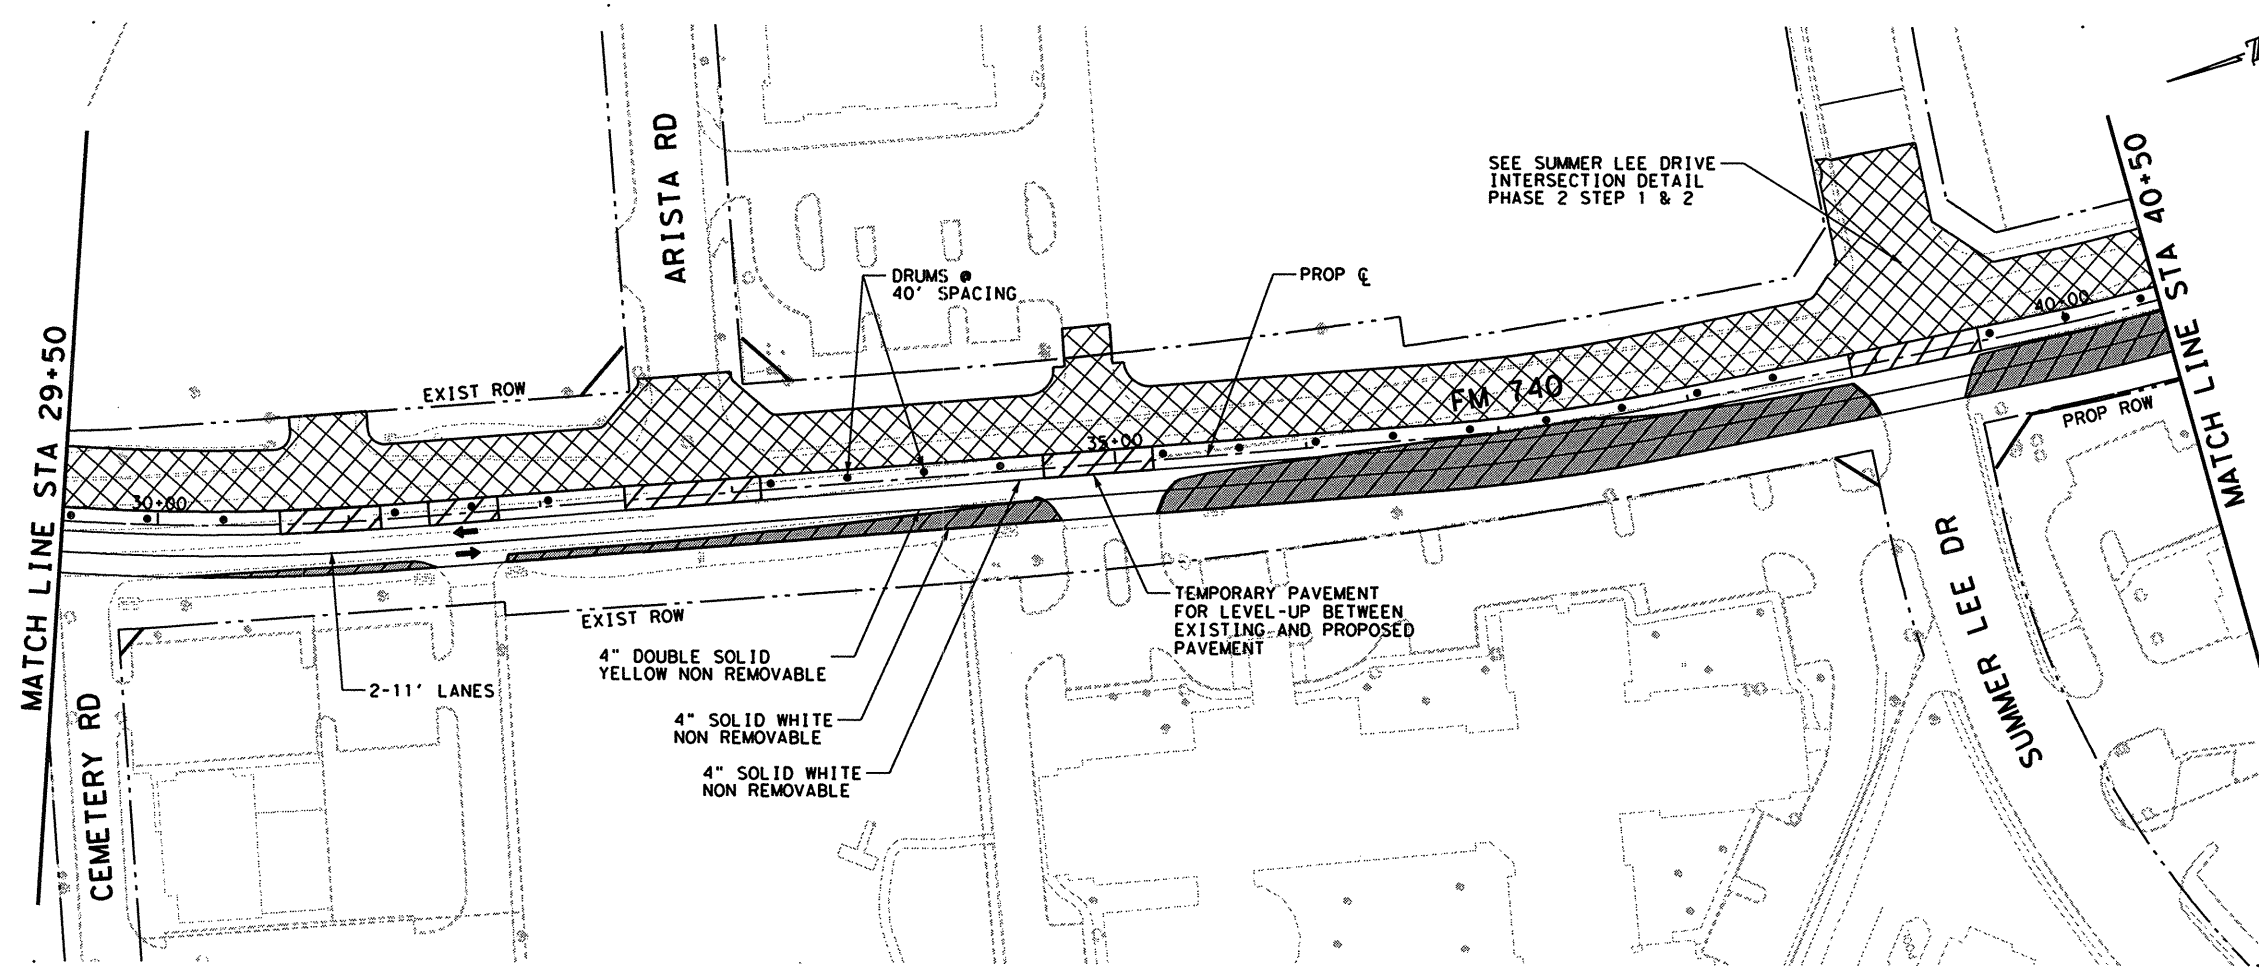 MATCH LINE STA 29+50
CEMETERY RD
EXIST ROW
30+00
ARISTA RD
DRUMS @
40' SPACING
PROP ℄
SEE SUMMER LEE DRIVE
INTERSECTION DETAIL
PHASE 2 STEP 1 & 2
35+00
FM 740
40+00
MATCH LINE STA 40+50
PROP ROW
SUMMER LEE DR
EXIST ROW
2-11' LANES
4" DOUBLE SOLID
YELLOW NON REMOVABLE
4" SOLID WHITE
NON REMOVABLE
4" SOLID WHITE
NON REMOVABLE
TEMPORARY PAVEMENT
FOR LEVEL-UP BETWEEN
EXISTING AND PROPOSED
PAVEMENT